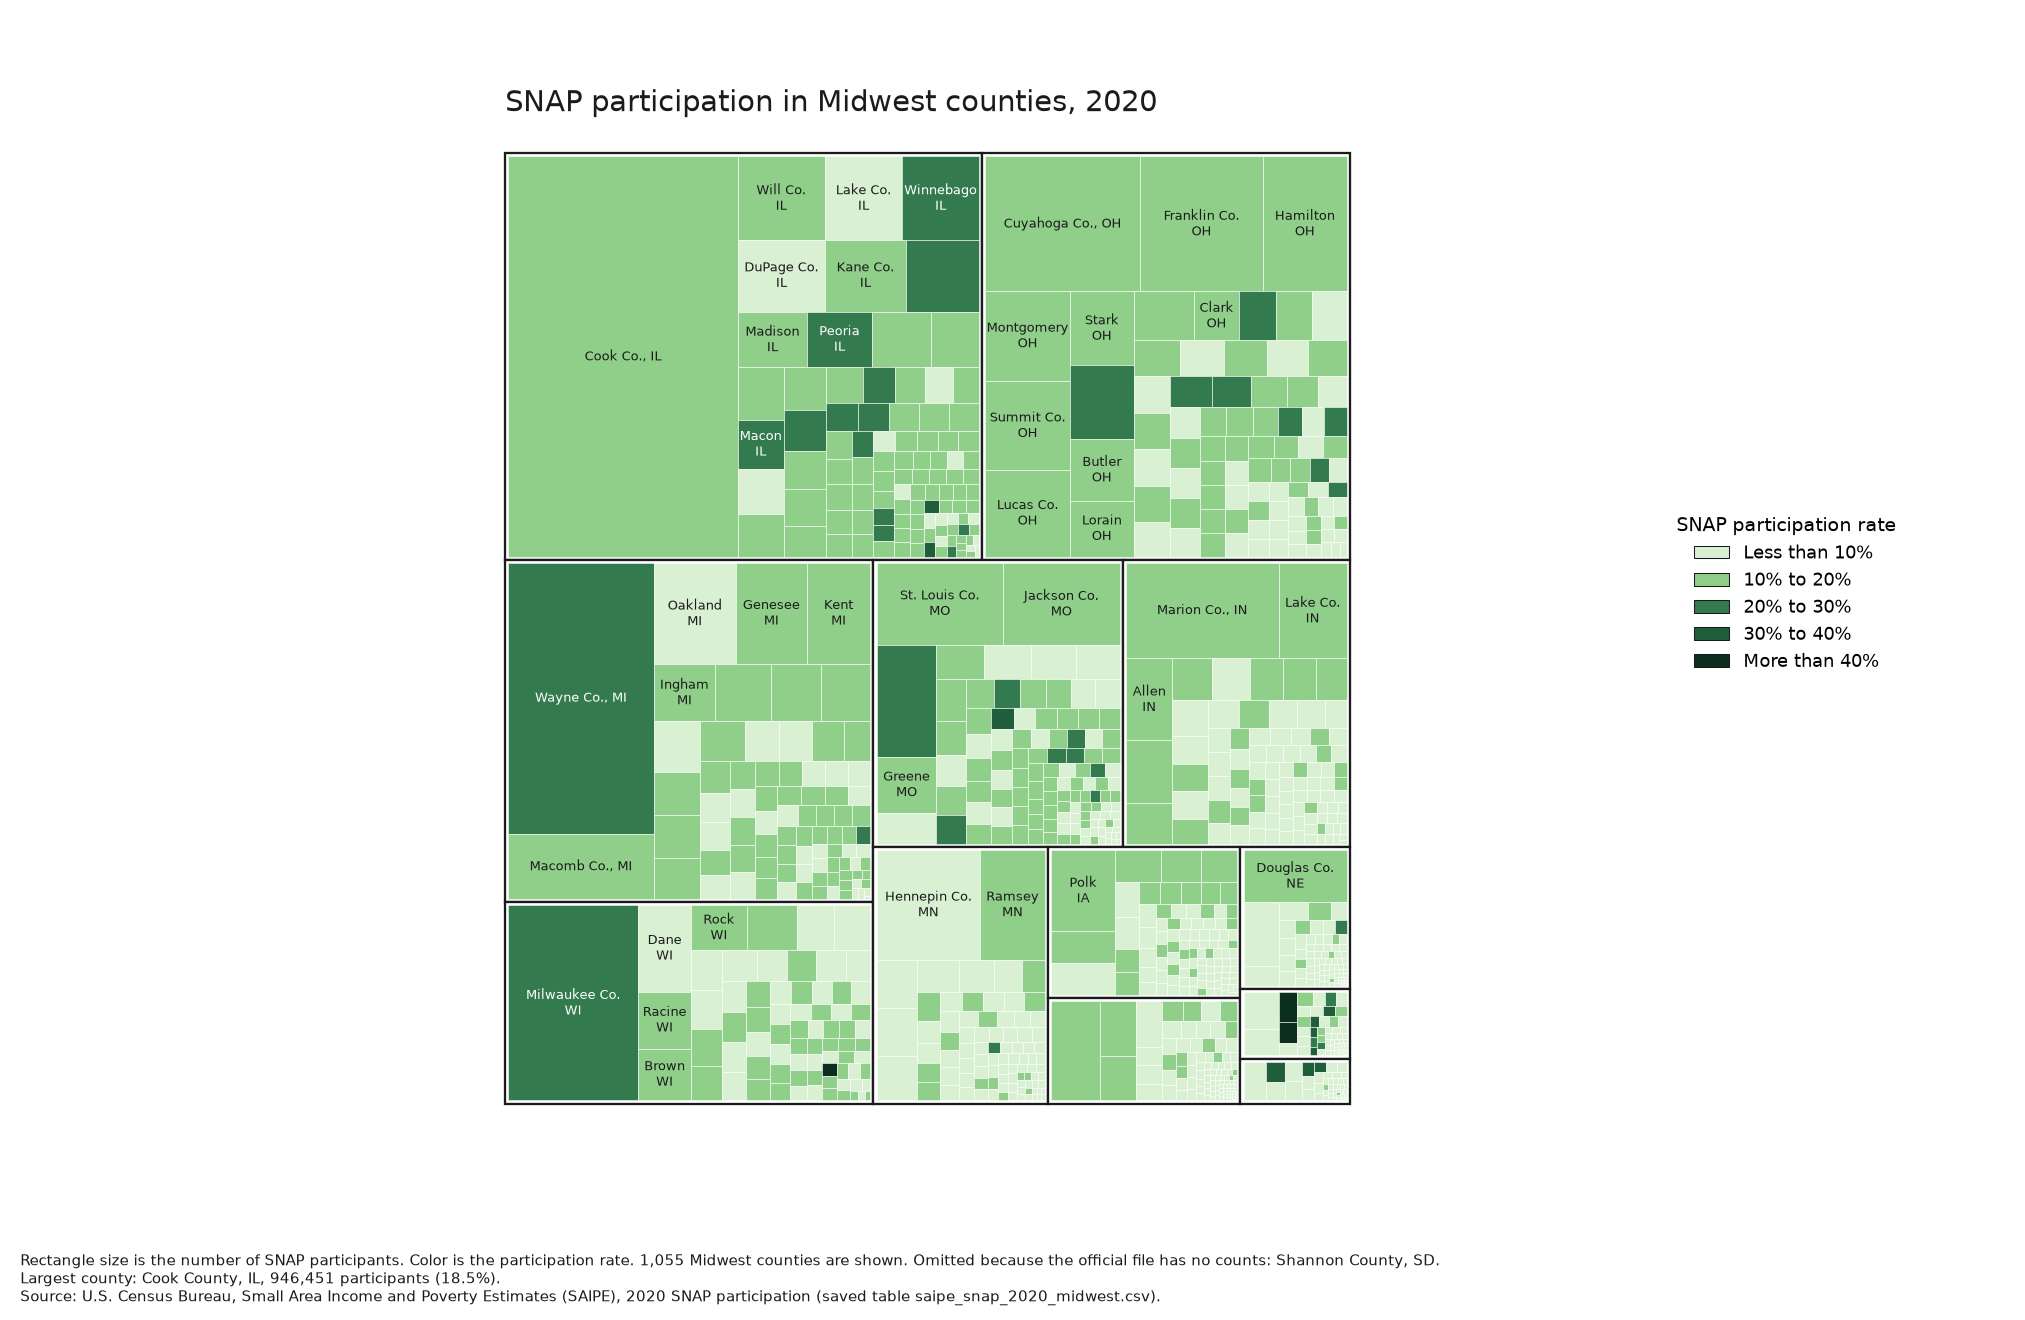 SNAP participation in Midwest counties, 2020
Cook Co., IL
Will Co.
IL
Lake Co.
IL
Winnebago
IL
DuPage Co.
IL
Kane Co.
IL
Madison
IL
Peoria
IL
Macon
IL
Cuyahoga Co., OH
Franklin Co.
OH
Hamilton
OH
Montgomery
OH
Stark
OH
Clark
OH
Summit Co.
OH
Butler
OH
Lucas Co.
OH
Lorain
OH
Wayne Co., MI
Oakland
MI
Genesee
MI
Kent
MI
Ingham
MI
Macomb Co., MI
St. Louis Co.
MO
Jackson Co.
MO
Greene
MO
Marion Co., IN
Lake Co.
IN
Allen
IN
Milwaukee Co.
WI
Dane
WI
Rock
WI
Racine
WI
Brown
WI
Hennepin Co.
MN
Ramsey
MN
Polk
IA
Douglas Co.
NE
SNAP participation rate
Less than 10%
10% to 20%
20% to 30%
30% to 40%
More than 40%
Rectangle size is the number of SNAP participants. Color is the participation rate. 1,055 Midwest counties are shown. Omitted because the official file has no counts: Shannon County, SD.
Largest county: Cook County, IL, 946,451 participants (18.5%).
Source: U.S. Census Bureau, Small Area Income and Poverty Estimates (SAIPE), 2020 SNAP participation (saved table saipe_snap_2020_midwest.csv).